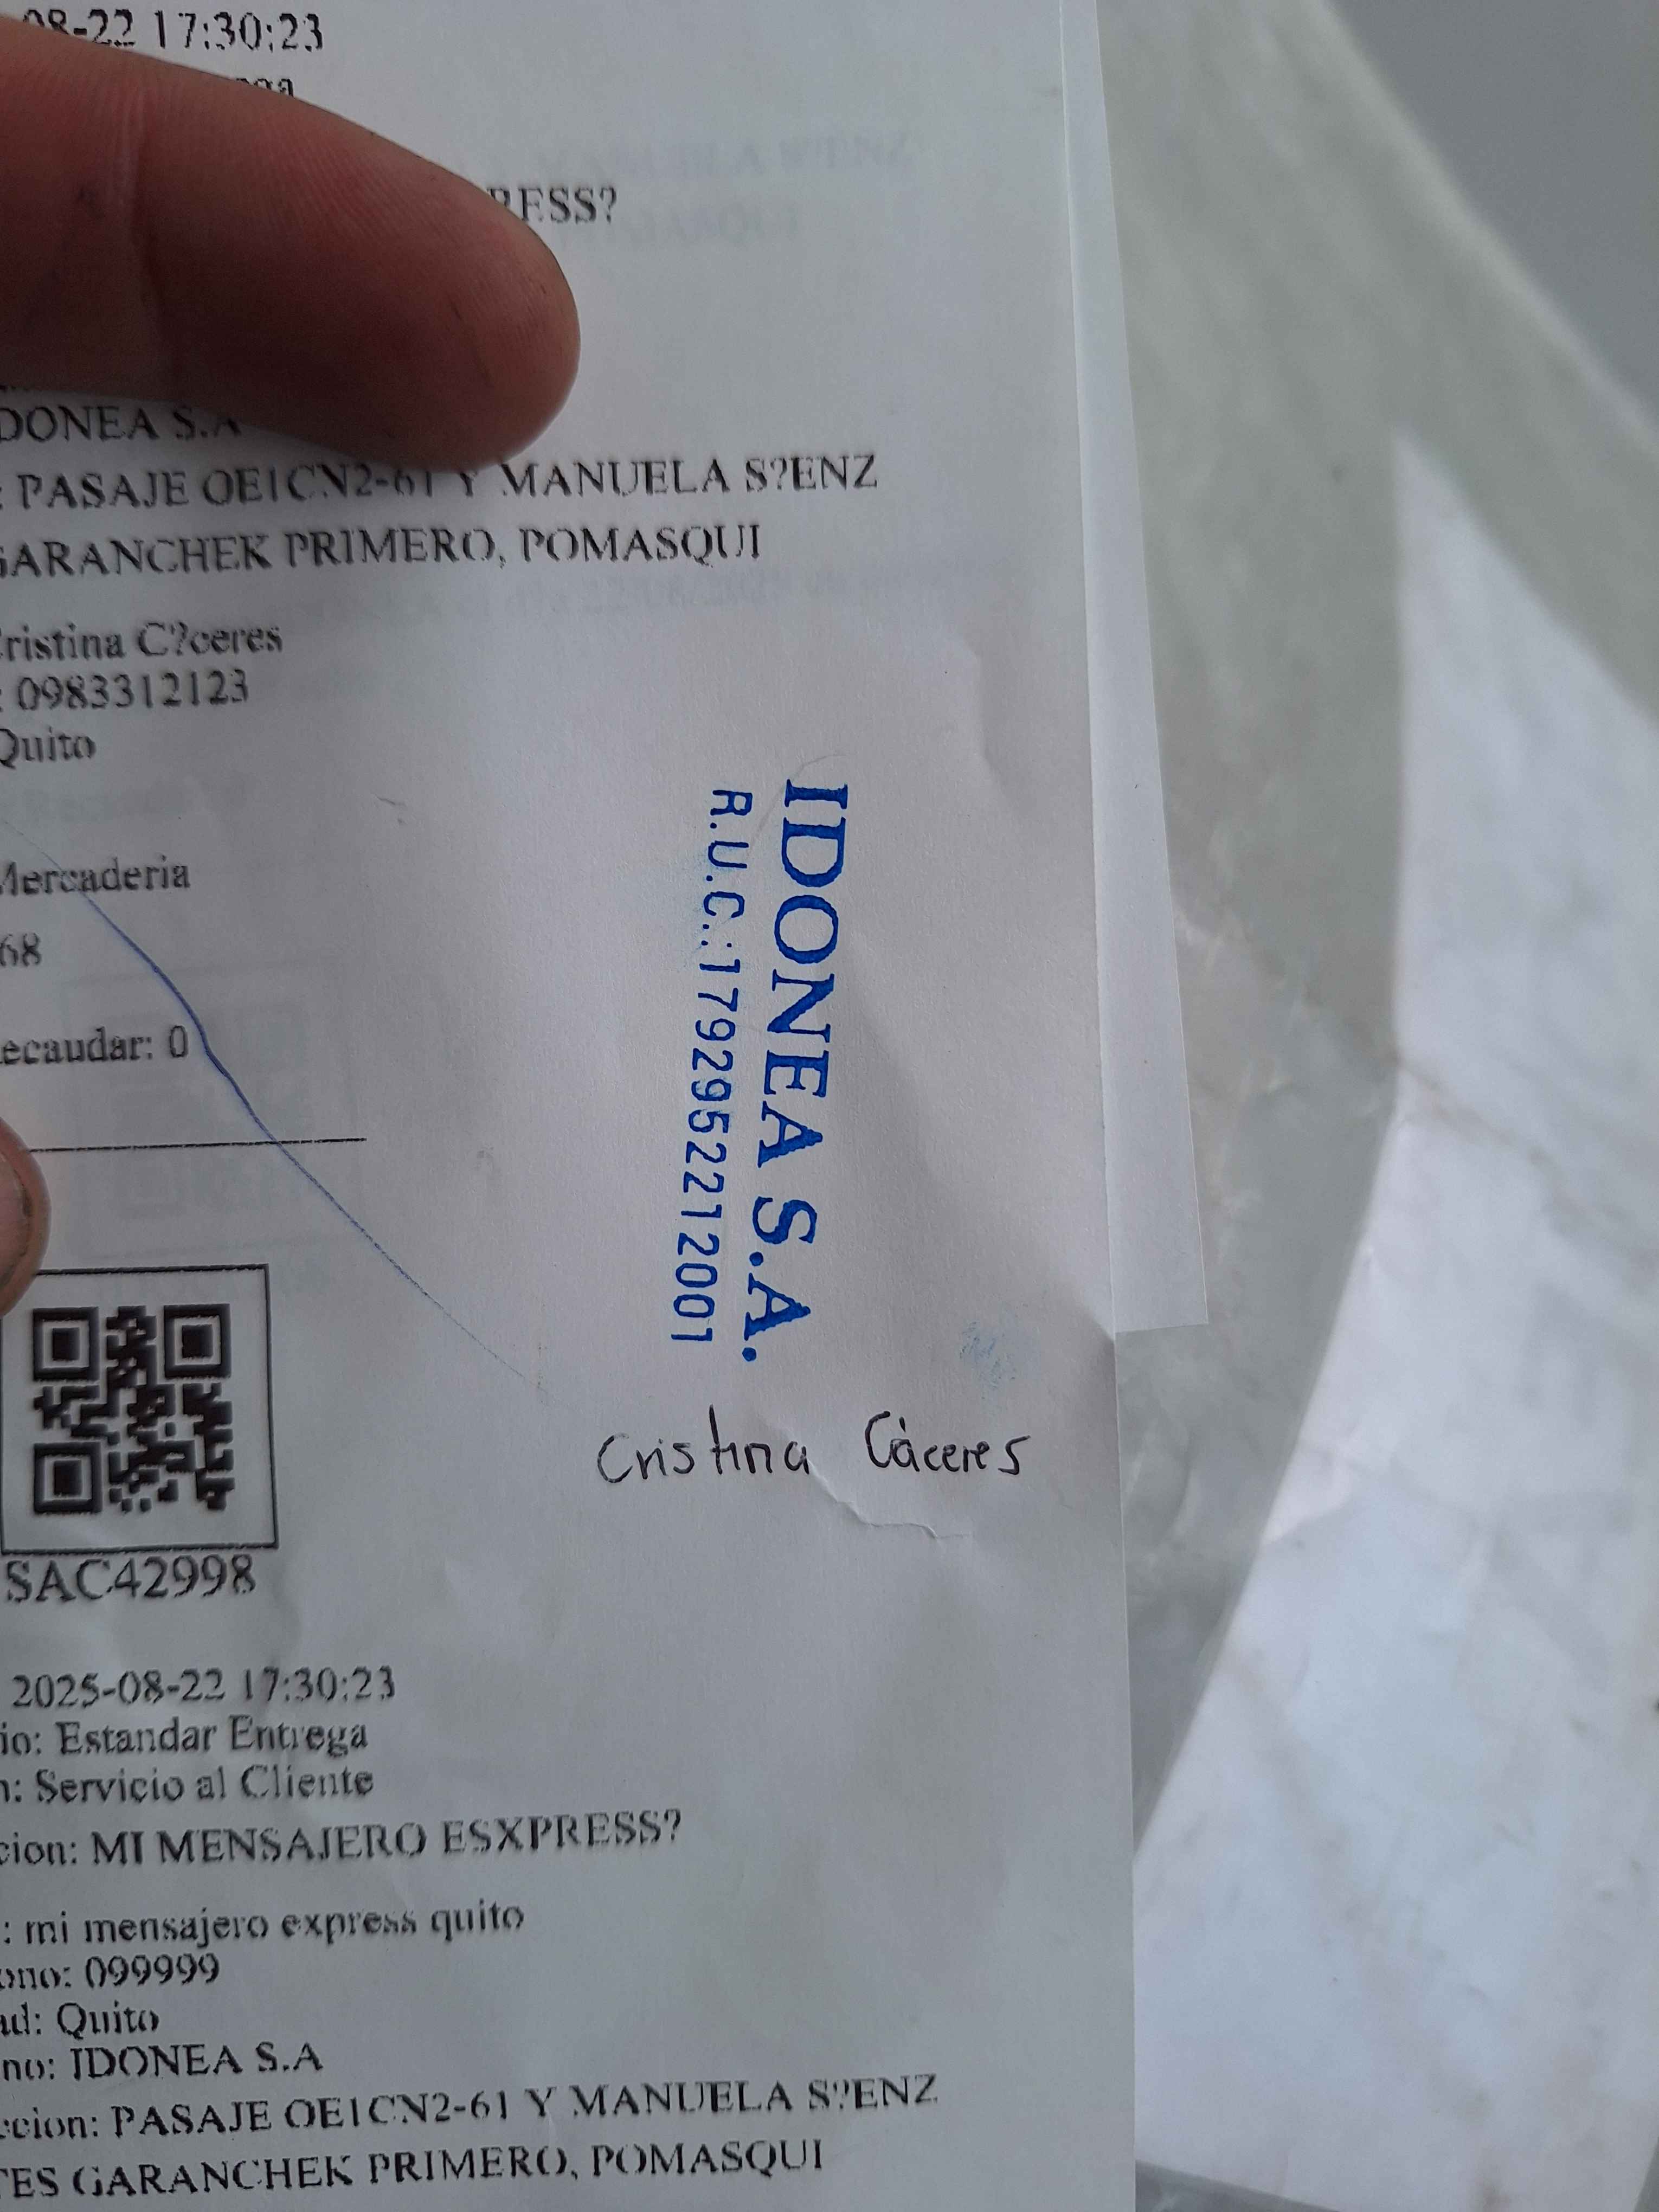 08-22 17:30:23
RESS?
DONEA S.A
: PASAJE OE1CN2-61 Y MANUELA S?ENZ
GARANCHEK PRIMERO, POMASQUI
Cristina C?ceres
: 0983312123
Quito
Mercaderia
68
ecaudar: 0
IDONEA S.A.
R.U.C.:1792952212001
Cristina Cáceres
SAC42998
2025-08-22 17:30:23
io: Estandar Entrega
n: Servicio al Cliente
cion: MI MENSAJERO ESXPRESS?
: mi mensajero express quito
ono: 099999
ad: Quito
no: IDONEA S.A
ccion: PASAJE OE1CN2-61 Y MANUELA S?ENZ
TES GARANCHEK PRIMERO, POMASQUI